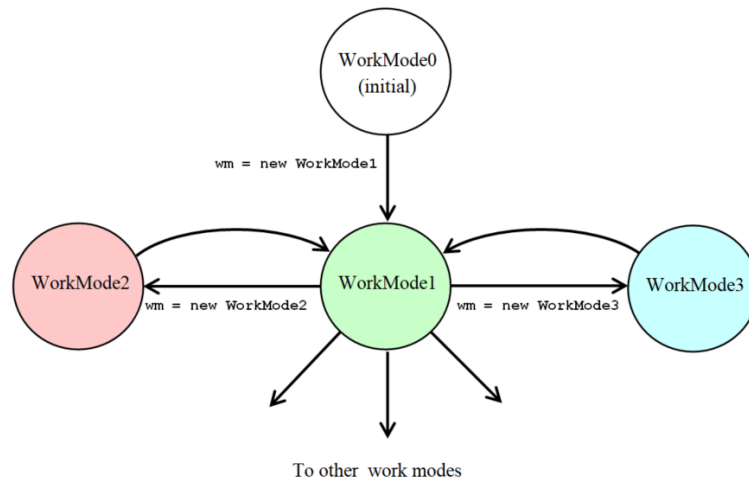 WorkMode0
(initial)
wm = new WorkMode1
WorkMode2
WorkMode1
WorkMode3
wm = new WorkMode2
wm = new WorkMode3
To other work modes